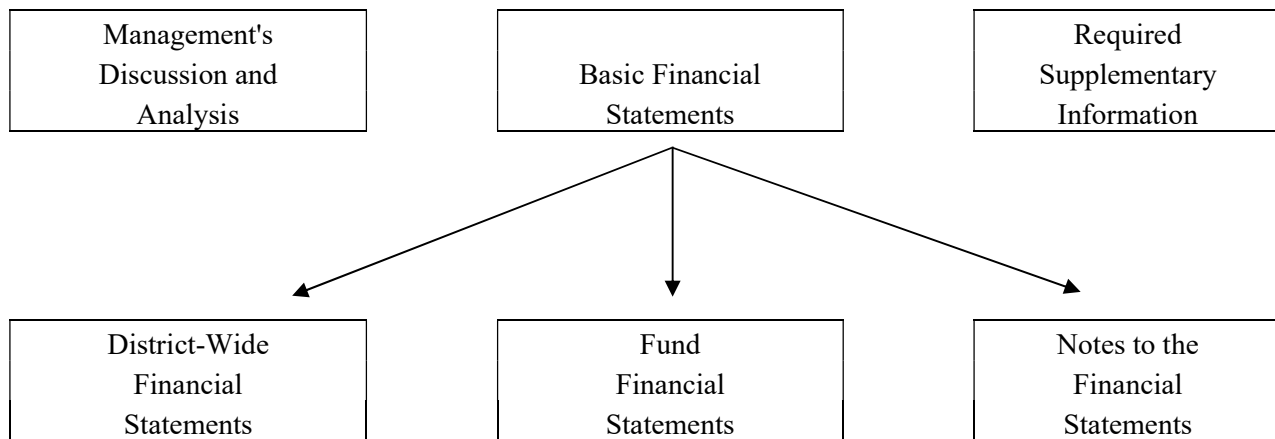 Management's
Discussion and
Analysis
Basic Financial
Statements
Required
Supplementary
Information
District-Wide
Financial
Statements
Fund
Financial
Statements
Notes to the
Financial
Statements